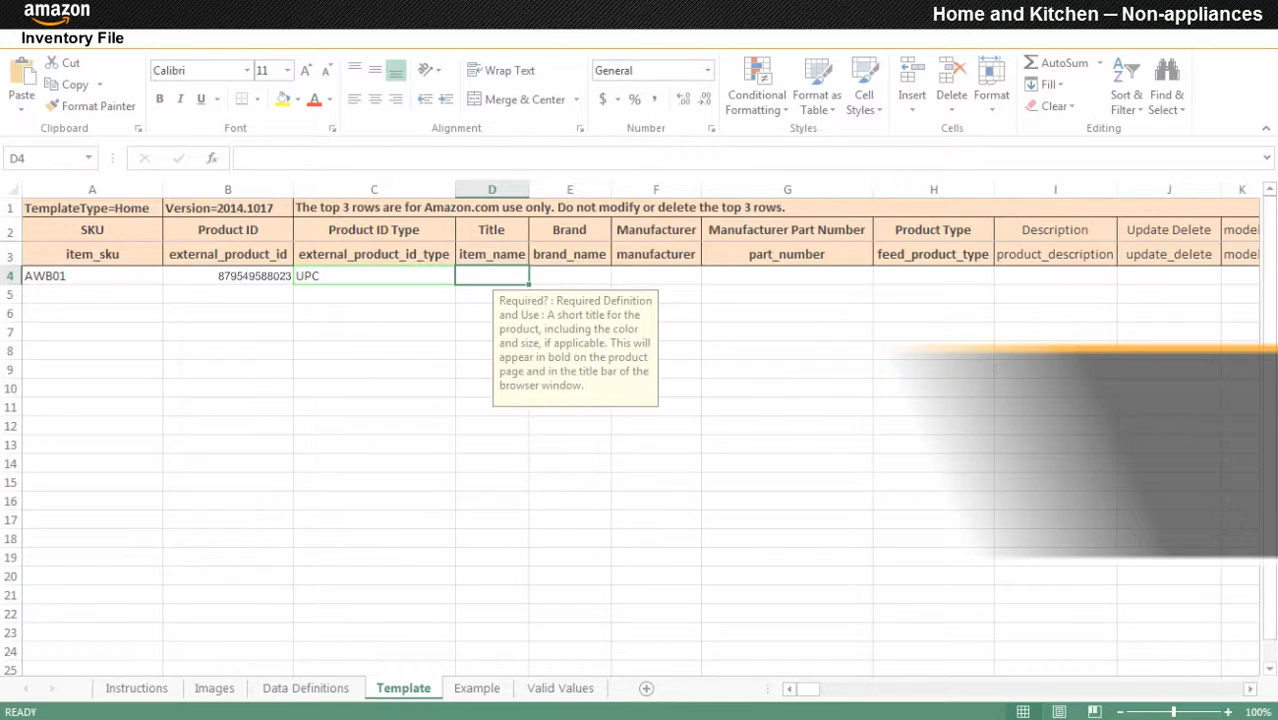 amazon
Home and Kitchen — Non-appliances
Inventory File
Cut
Copy
Format Painter
Paste
Clipboard
Calibri
11
A
A
B I U
A
Font
Wrap Text
Merge & Center
Alignment
General
$ % ,
Number
Conditional
Formatting
Format as
Table
Cell
Styles
Styles
Insert
Delete
Format
Cells
AutoSum
Fill
Clear
Sort &
Filter
Find &
Select
Editing
D4
fx
A B C D E F G H I J K
1 TemplateType=Home Version=2014.1017 The top 3 rows are for Amazon.com use only. Do not modify or delete the top 3 rows.
2 SKU Product ID Product ID Type Title Brand Manufacturer Manufacturer Part Number Product Type Description Update Delete model
3 item_sku external_product_id external_product_id_type item_name brand_name manufacturer part_number feed_product_type product_description update_delete model
4 AWB01 879549588023 UPC
5
6
7
8
9
10
11
12
13
14
15
16
17
18
19
20
21
22
23
24
25
Required? : Required Definition
and Use : A short title for the
product, including the color
and size, if applicable. This will
appear in bold on the product
page and in the title bar of the
browser window.
Instructions Images Data Definitions Template Example Valid Values
READY
100%